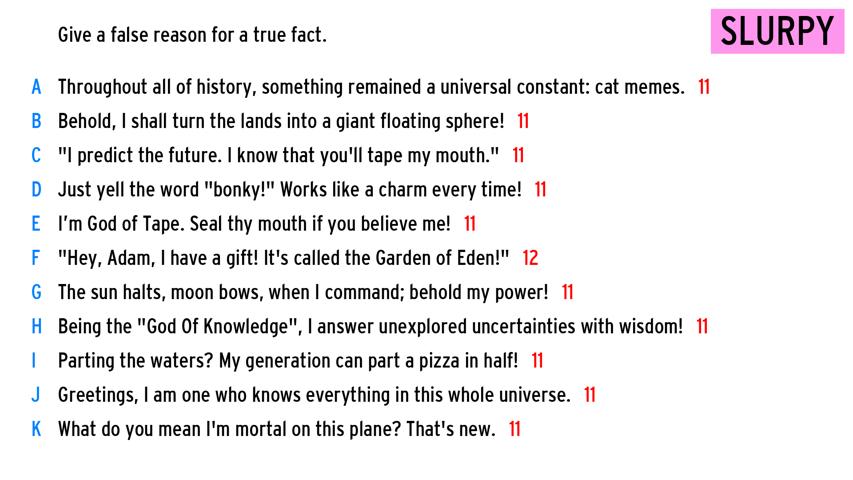 Give a false reason for a true fact.
SLURPY
A Throughout all of history, something remained a universal constant: cat memes. 11
B Behold, I shall turn the lands into a giant floating sphere! 11
C "I predict the future. I know that you'll tape my mouth." 11
D Just yell the word "bonky!" Works like a charm every time! 11
E I'm God of Tape. Seal thy mouth if you believe me! 11
F "Hey, Adam, I have a gift! It's called the Garden of Eden!" 12
G The sun halts, moon bows, when I command; behold my power! 11
H Being the "God Of Knowledge", I answer unexplored uncertainties with wisdom! 11
I Parting the waters? My generation can part a pizza in half! 11
J Greetings, I am one who knows everything in this whole universe. 11
K What do you mean I'm mortal on this plane? That's new. 11